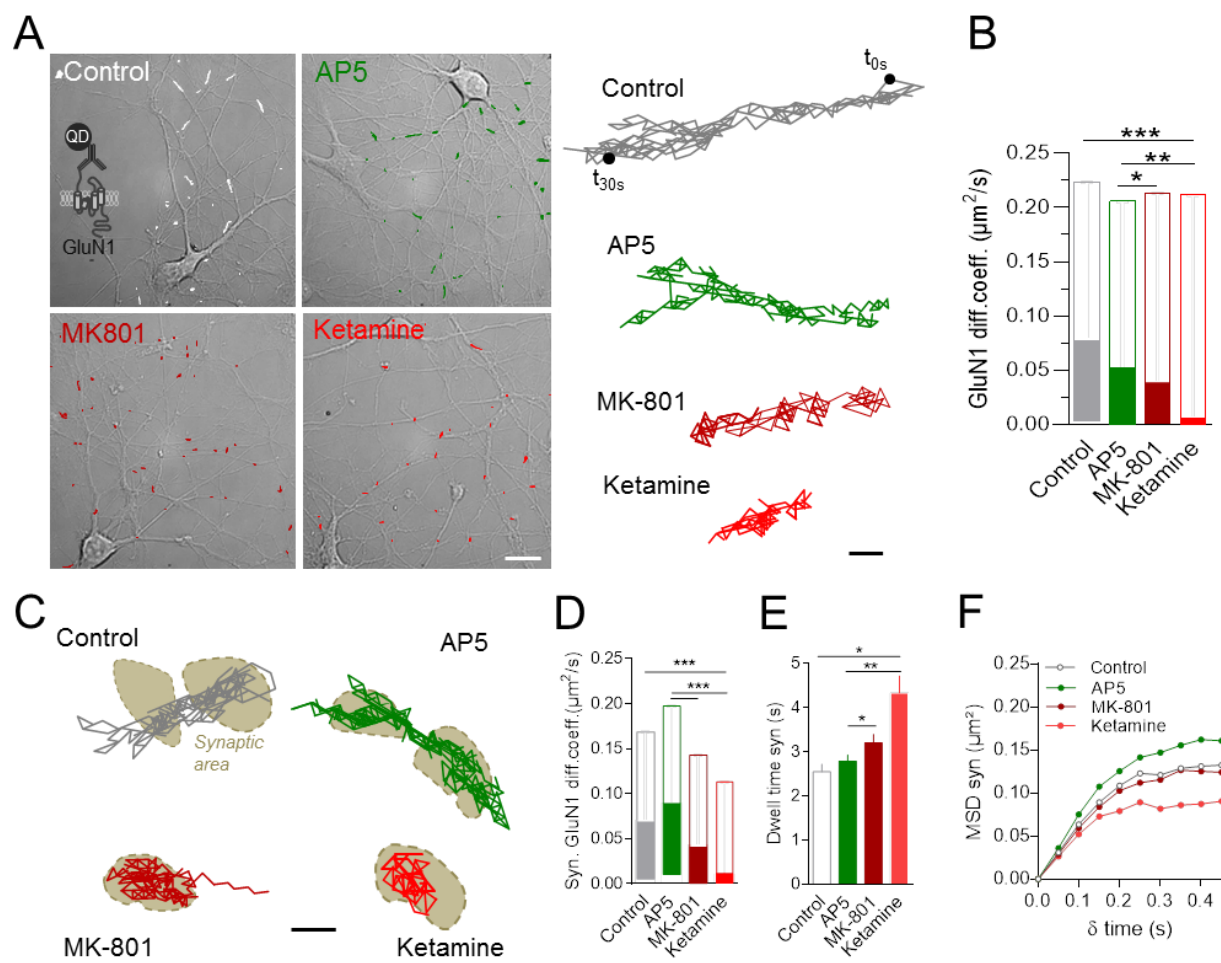 A
Control
QD
GluN1
AP5
MK801
Ketamine
Control
t0s
t30s
AP5
MK-801
Ketamine
B
***
**
*
0.25
0.20
0.15
0.10
0.05
0.00
GluN1 diff.coeff. (µm²/s)
Control
AP5
MK-801
Ketamine
C
Control
AP5
Synaptic
area
MK-801
Ketamine
D
***
***
0.25
0.20
0.15
0.10
0.05
0.00
Syn. GluN1 diff.coeff.(µm²/s)
Control
AP5
MK-801
Ketamine
E
*
**
*
5
4
3
2
1
0
Dwell time syn (s)
Control
AP5
MK-801
Ketamine
F
0.25
0.20
0.15
0.10
0.05
0.00
MSD syn (µm²)
Control
AP5
MK-801
Ketamine
0.0 0.1 0.2 0.3 0.4
δ time (s)